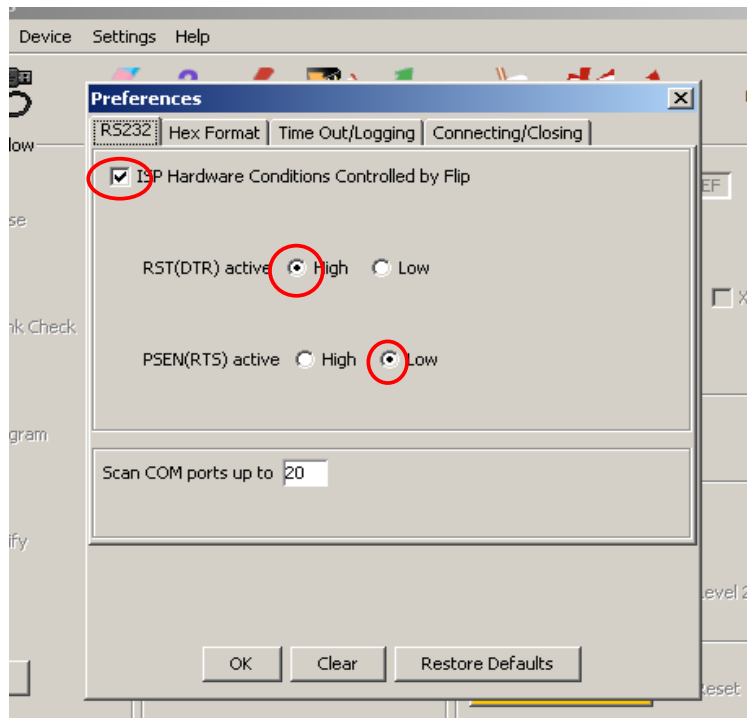 Device Settings Help
Preferences
RS232 Hex Format Time Out/Logging Connecting/Closing
low
ISP Hardware Conditions Controlled by Flip
EF
se
RST(DTR) active High Low
X
nk Check
PSEN(RTS) active High Low
gram
Scan COM ports up to 20
ify
evel 2
OK Clear Restore Defaults
eset